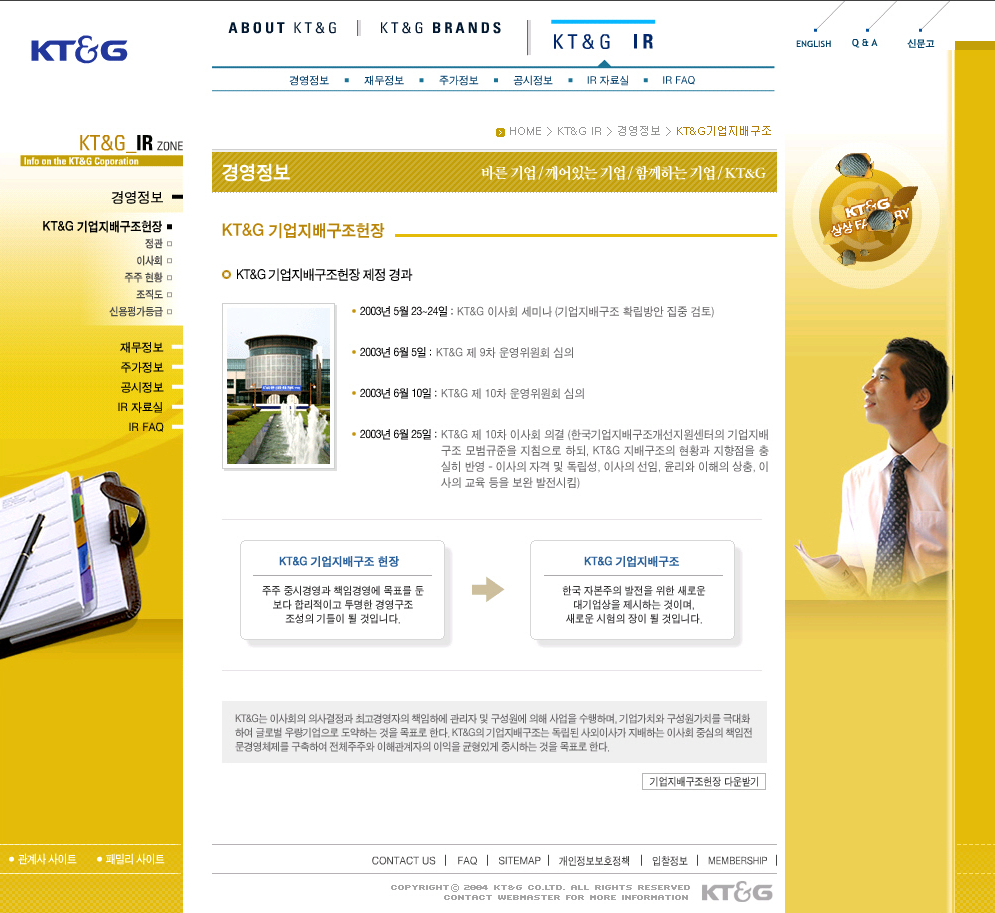 KT&G
ABOUT KT&G
KT&G BRANDS
KT&G IR
ENGLISH
Q & A
신문고
경영정보
재무정보
주가정보
공시정보
IR 자료실
IR FAQ
HOME > KT&G IR > 경영정보 > KT&G기업지배구조
KT&G_IR ZONE
Info on the KT&G Coporation
경영정보
KT&G 기업지배구조헌장
정관
이사회
주주 현황
조직도
신용평가등급
재무정보
주가정보
공시정보
IR 자료실
IR FAQ
경영정보
바른 기업 / 깨어있는 기업 / 함께하는 기업 / KT&G
KT&G 기업지배구조헌장
KT&G 기업지배구조헌장 제정 경과
2003년 5월 23~24일 : KT&G 이사회 세미나 (기업지배구조 확립방안 집중 검토)
2003년 6월 5일 : KT&G 제 9차 운영위원회 심의
2003년 6월 10일 : KT&G 제 10차 운영위원회 심의
2003년 6월 25일 : KT&G 제 10차 이사회 의결 (한국기업지배구조개선지원센터의 기업지배
구조 모범규준을 지침으로 하되, KT&G 지배구조의 현황과 지향점을 충
실히 반영 - 이사의 자격 및 독립성, 이사의 선임, 윤리와 이해의 상충, 이
사의 교육 등을 보완 발전시킴)
KT&G 기업지배구조 헌장
주주 중시경영과 책임경영에 목표를 둔
보다 합리적이고 투명한 경영구조
조성의 기틀이 될 것입니다.
KT&G 기업지배구조
한국 자본주의 발전을 위한 새로운
대기업상을 제시하는 것이며,
새로운 시험의 장이 될 것입니다.
KT&G는 이사회의 의사결정과 최고경영자의 책임하에 관리자 및 구성원에 의해 사업을 수행하며, 기업가치와 구성원가치를 극대화
하여 글로벌 우량기업으로 도약하는 것을 목표로 한다. KT&G의 기업지배구조는 독립된 사외이사가 지배하는 이사회 중심의 책임전
문경영체제를 구축하여 전체주주와 이해관계자의 이익을 균형있게 중시하는 것을 목표로 한다.
기업지배구조헌장 다운받기
KT&G
상상 FACTORY
관계사 사이트
패밀리 사이트
CONTACT US
FAQ
SITEMAP
개인정보보호정책
입찰정보
MEMBERSHIP
COPYRIGHT© 2004 KT&G CO.LTD. ALL RIGHTS RESERVED
CONTACT WEBMASTER FOR MORE INFORMATION
KT&G